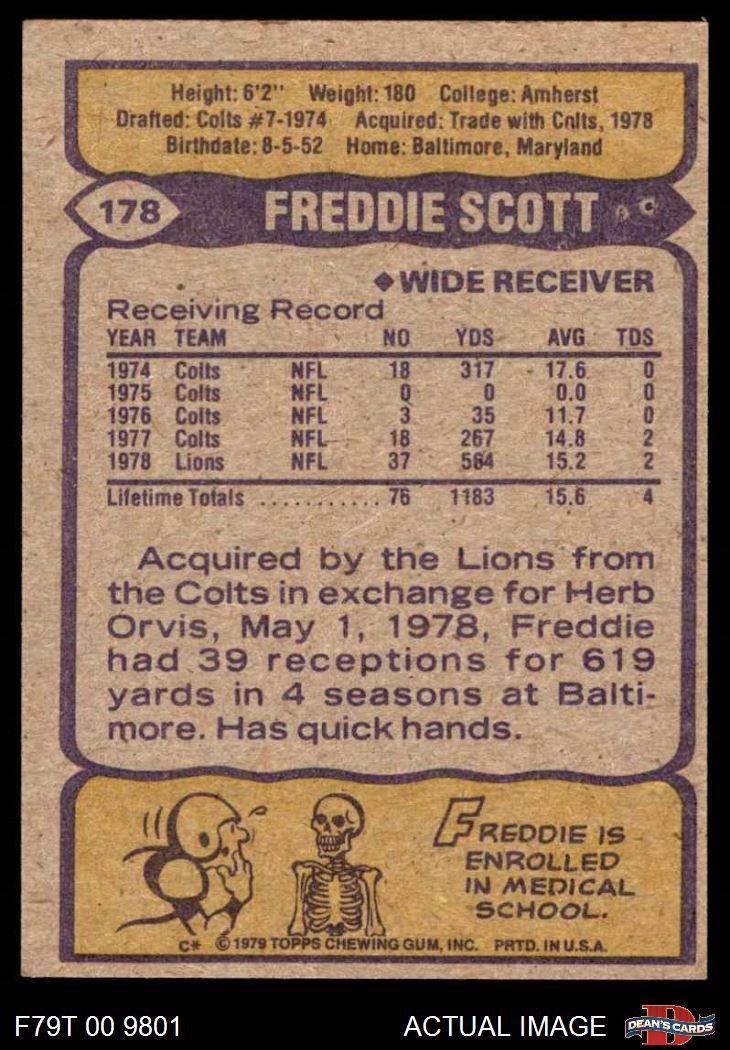 Height: 6'2" Weight: 180 College: Amherst
Drafted: Colts #7-1974 Acquired: Trade with Colts, 1978
Birthdate: 8-5-52 Home: Baltimore, Maryland
178 FREDDIE SCOTT
◆WIDE RECEIVER
Receiving Record
YEAR TEAM NO YDS AVG TDS
1974 Colts NFL 18 317 17.6 0
1975 Colts NFL 0 0 0.0 0
1976 Colts NFL 3 35 11.7 0
1977 Colts NFL 18 267 14.8 2
1978 Lions NFL 37 564 15.2 2
Lifetime Totals ........... 76 1183 15.6 4
Acquired by the Lions from
the Colts in exchange for Herb
Orvis, May 1, 1978, Freddie
had 39 receptions for 619
yards in 4 seasons at Balti-
more. Has quick hands.
FREDDIE IS
ENROLLED
IN MEDICAL
SCHOOL.
C* © 1979 TOPPS CHEWING GUM, INC. PRTD. IN U.S.A.
F79T 00 9801 ACTUAL IMAGE D DEAN'S CARDS